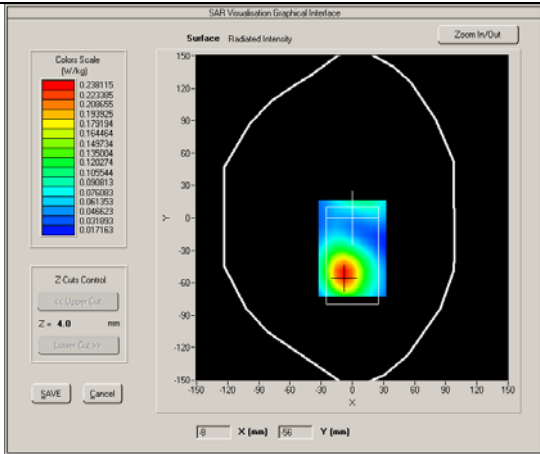 SAR Visualisation Graphical Interface
Surface Radiated Intensity
Zoom In/Out
Colors Scale
(W/kg)
0.238115
0.223385
0.208655
0.193925
0.179194
0.164464
0.149734
0.135004
0.120274
0.105544
0.090813
0.076083
0.061353
0.046623
0.031893
0.017163
Z-Cuts Control
<< Upper Cut
Z = 4.0 mm
Lower Cut >>
SAVE
Cancel
150
120
90
60
30
0
-30
-60
-90
-120
-150
Y
-150 -120 -90 -60 -30 0 30 60 90 120 150
X
-8 X (mm) -56 Y (mm)